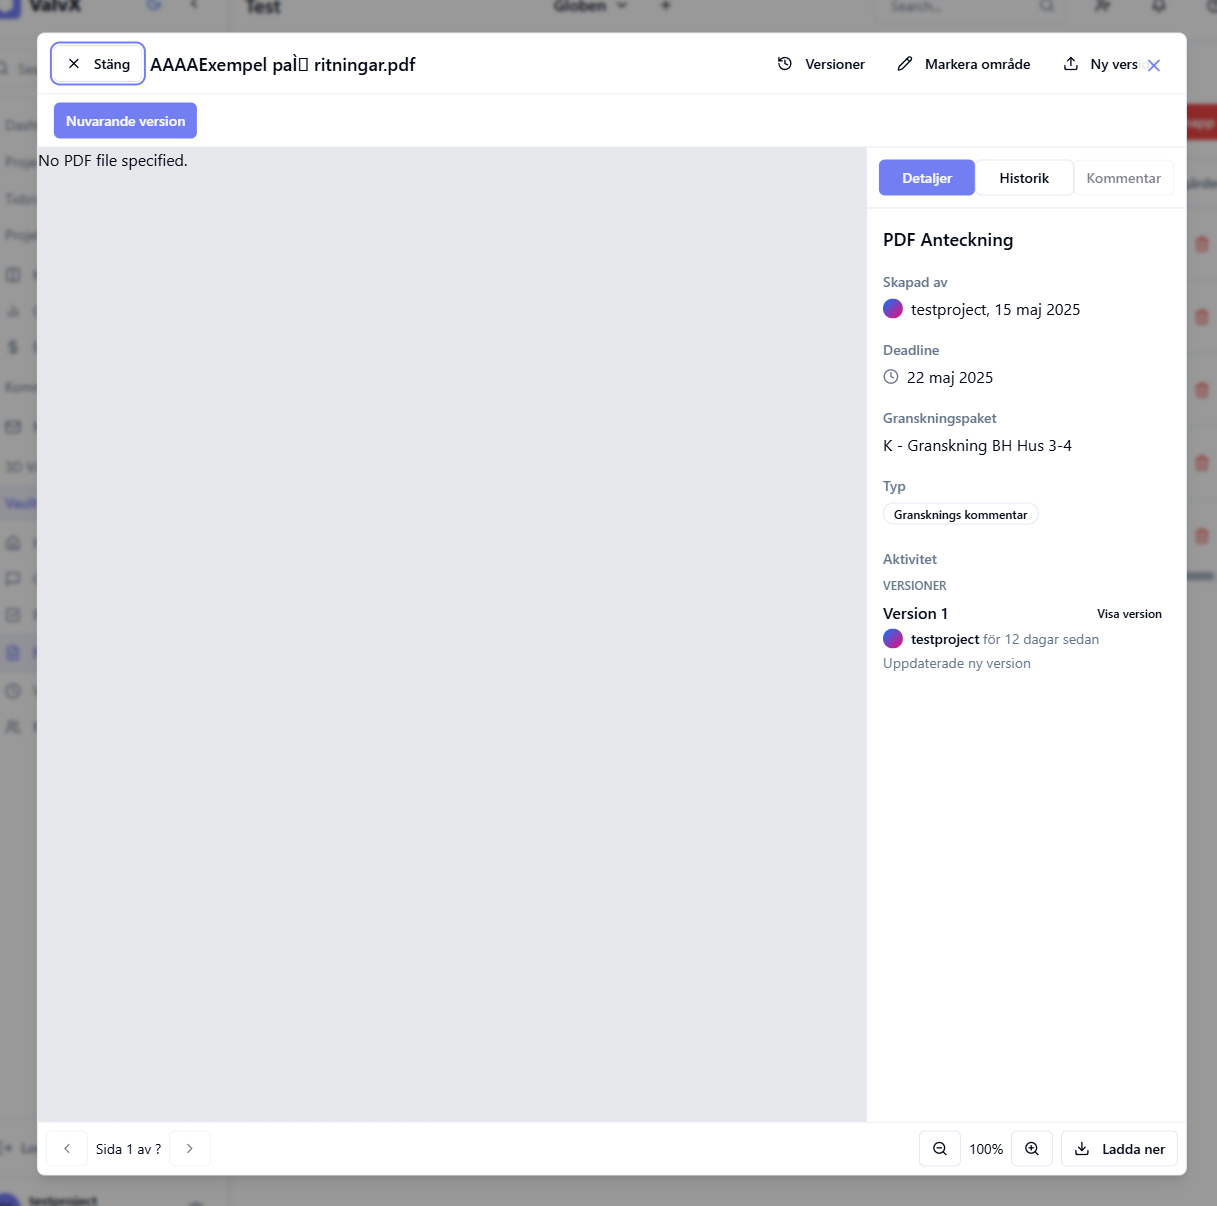 ValvX
Test
Globen
Search...
Stäng
AAAAExempel paÌ ritningar.pdf
Versioner
Markera område
Ny vers
Nuvarande version
No PDF file specified.
Detaljer
Historik
Kommentar
PDF Anteckning
Skapad av
testproject, 15 maj 2025
Deadline
22 maj 2025
Granskningspaket
K - Granskning BH Hus 3-4
Typ
Gransknings kommentar
Aktivitet
VERSIONER
Version 1
Visa version
testproject för 12 dagar sedan
Uppdaterade ny version
Sida 1 av ?
100%
Ladda ner
testproject